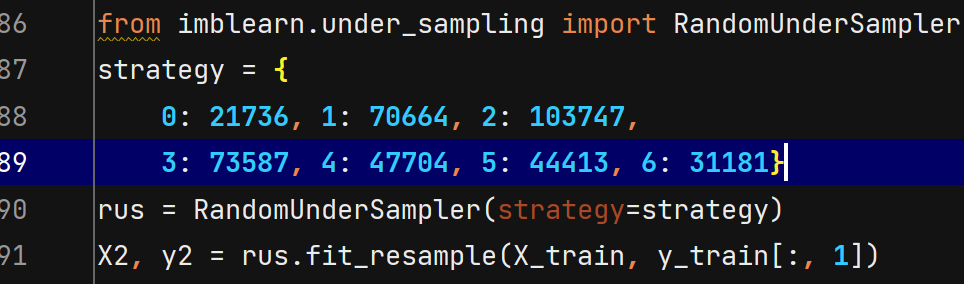 86 from imblearn.under_sampling import RandomUnderSampler
87 strategy = {
88     0: 21736, 1: 70664, 2: 103747,
89     3: 73587, 4: 47704, 5: 44413, 6: 31181}
90 rus = RandomUnderSampler(strategy=strategy)
91 X2, y2 = rus.fit_resample(X_train, y_train[:, 1])